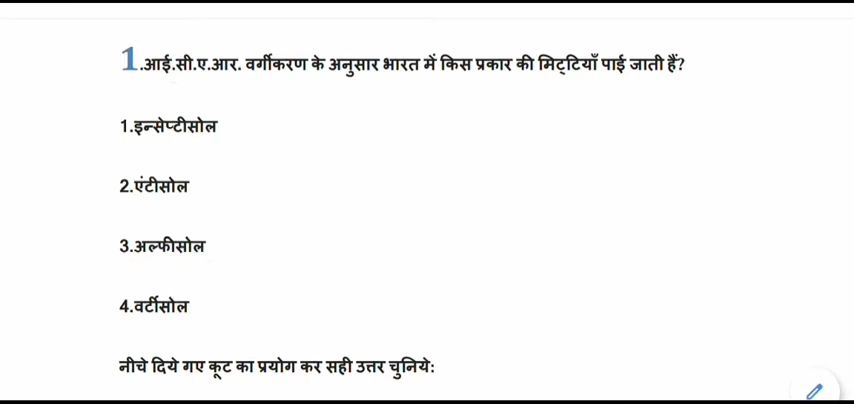 1.आई.सी.ए.आर. वर्गीकरण के अनुसार भारत में किस प्रकार की मिट्टियाँ पाई जाती हैं?
1.इन्सेप्टीसोल
2.एंटीसोल
3.अल्फीसोल
4.वर्टीसोल
नीचे दिये गए कूट का प्रयोग कर सही उत्तर चुनिये: